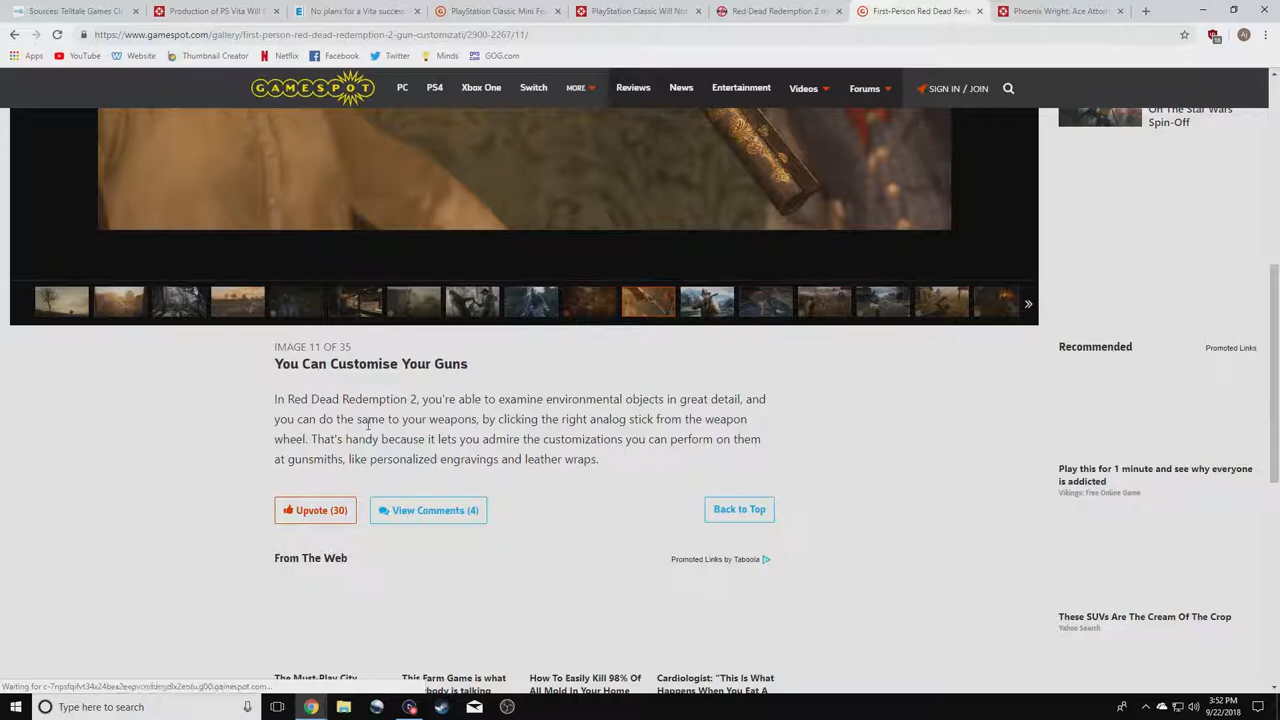 Sources: Telltale Games Cl
Production of PS Vita Will E
No plans for a Vita success
PlayStation Classic Mini Fea
PlayStation Classic Will Not
Red Dead Redemption 2 m
First-Person Red Dead Rede
Phoenix Wright: Ace Attorn
https://www.gamespot.com/gallery/first-person-red-dead-redemption-2-gun-customizati/2900-2267/11/
Apps
YouTube
Website
Thumbnail Creator
Netflix
Facebook
Twitter
Minds
GOG.com
GAMESPOT
PC
PS4
Xbox One
Switch
MORE
Reviews
News
Entertainment
Videos
Forums
SIGN IN / JOIN
On The Star Wars
Spin-Off
IMAGE 11 OF 35
You Can Customise Your Guns
In Red Dead Redemption 2, you're able to examine environmental objects in great detail, and
you can do the same to your weapons, by clicking the right analog stick from the weapon
wheel. That's handy because it lets you admire the customizations you can perform on them
at gunsmiths, like personalized engravings and leather wraps.
Upvote (30)
View Comments (4)
Back to Top
From The Web
Promoted Links by Taboola
Recommended
Promoted Links
Play this for 1 minute and see why everyone
is addicted
Vikings: Free Online Game
These SUVs Are The Cream Of The Crop
Yahoo Search
The Must-Play City
This Farm Game is what
body is talking
How To Easily Kill 98% Of
All Mold In Your Home
Cardiologist: "This Is What
Happens When You Eat A
Type here to search
3:52 PM
9/22/2018